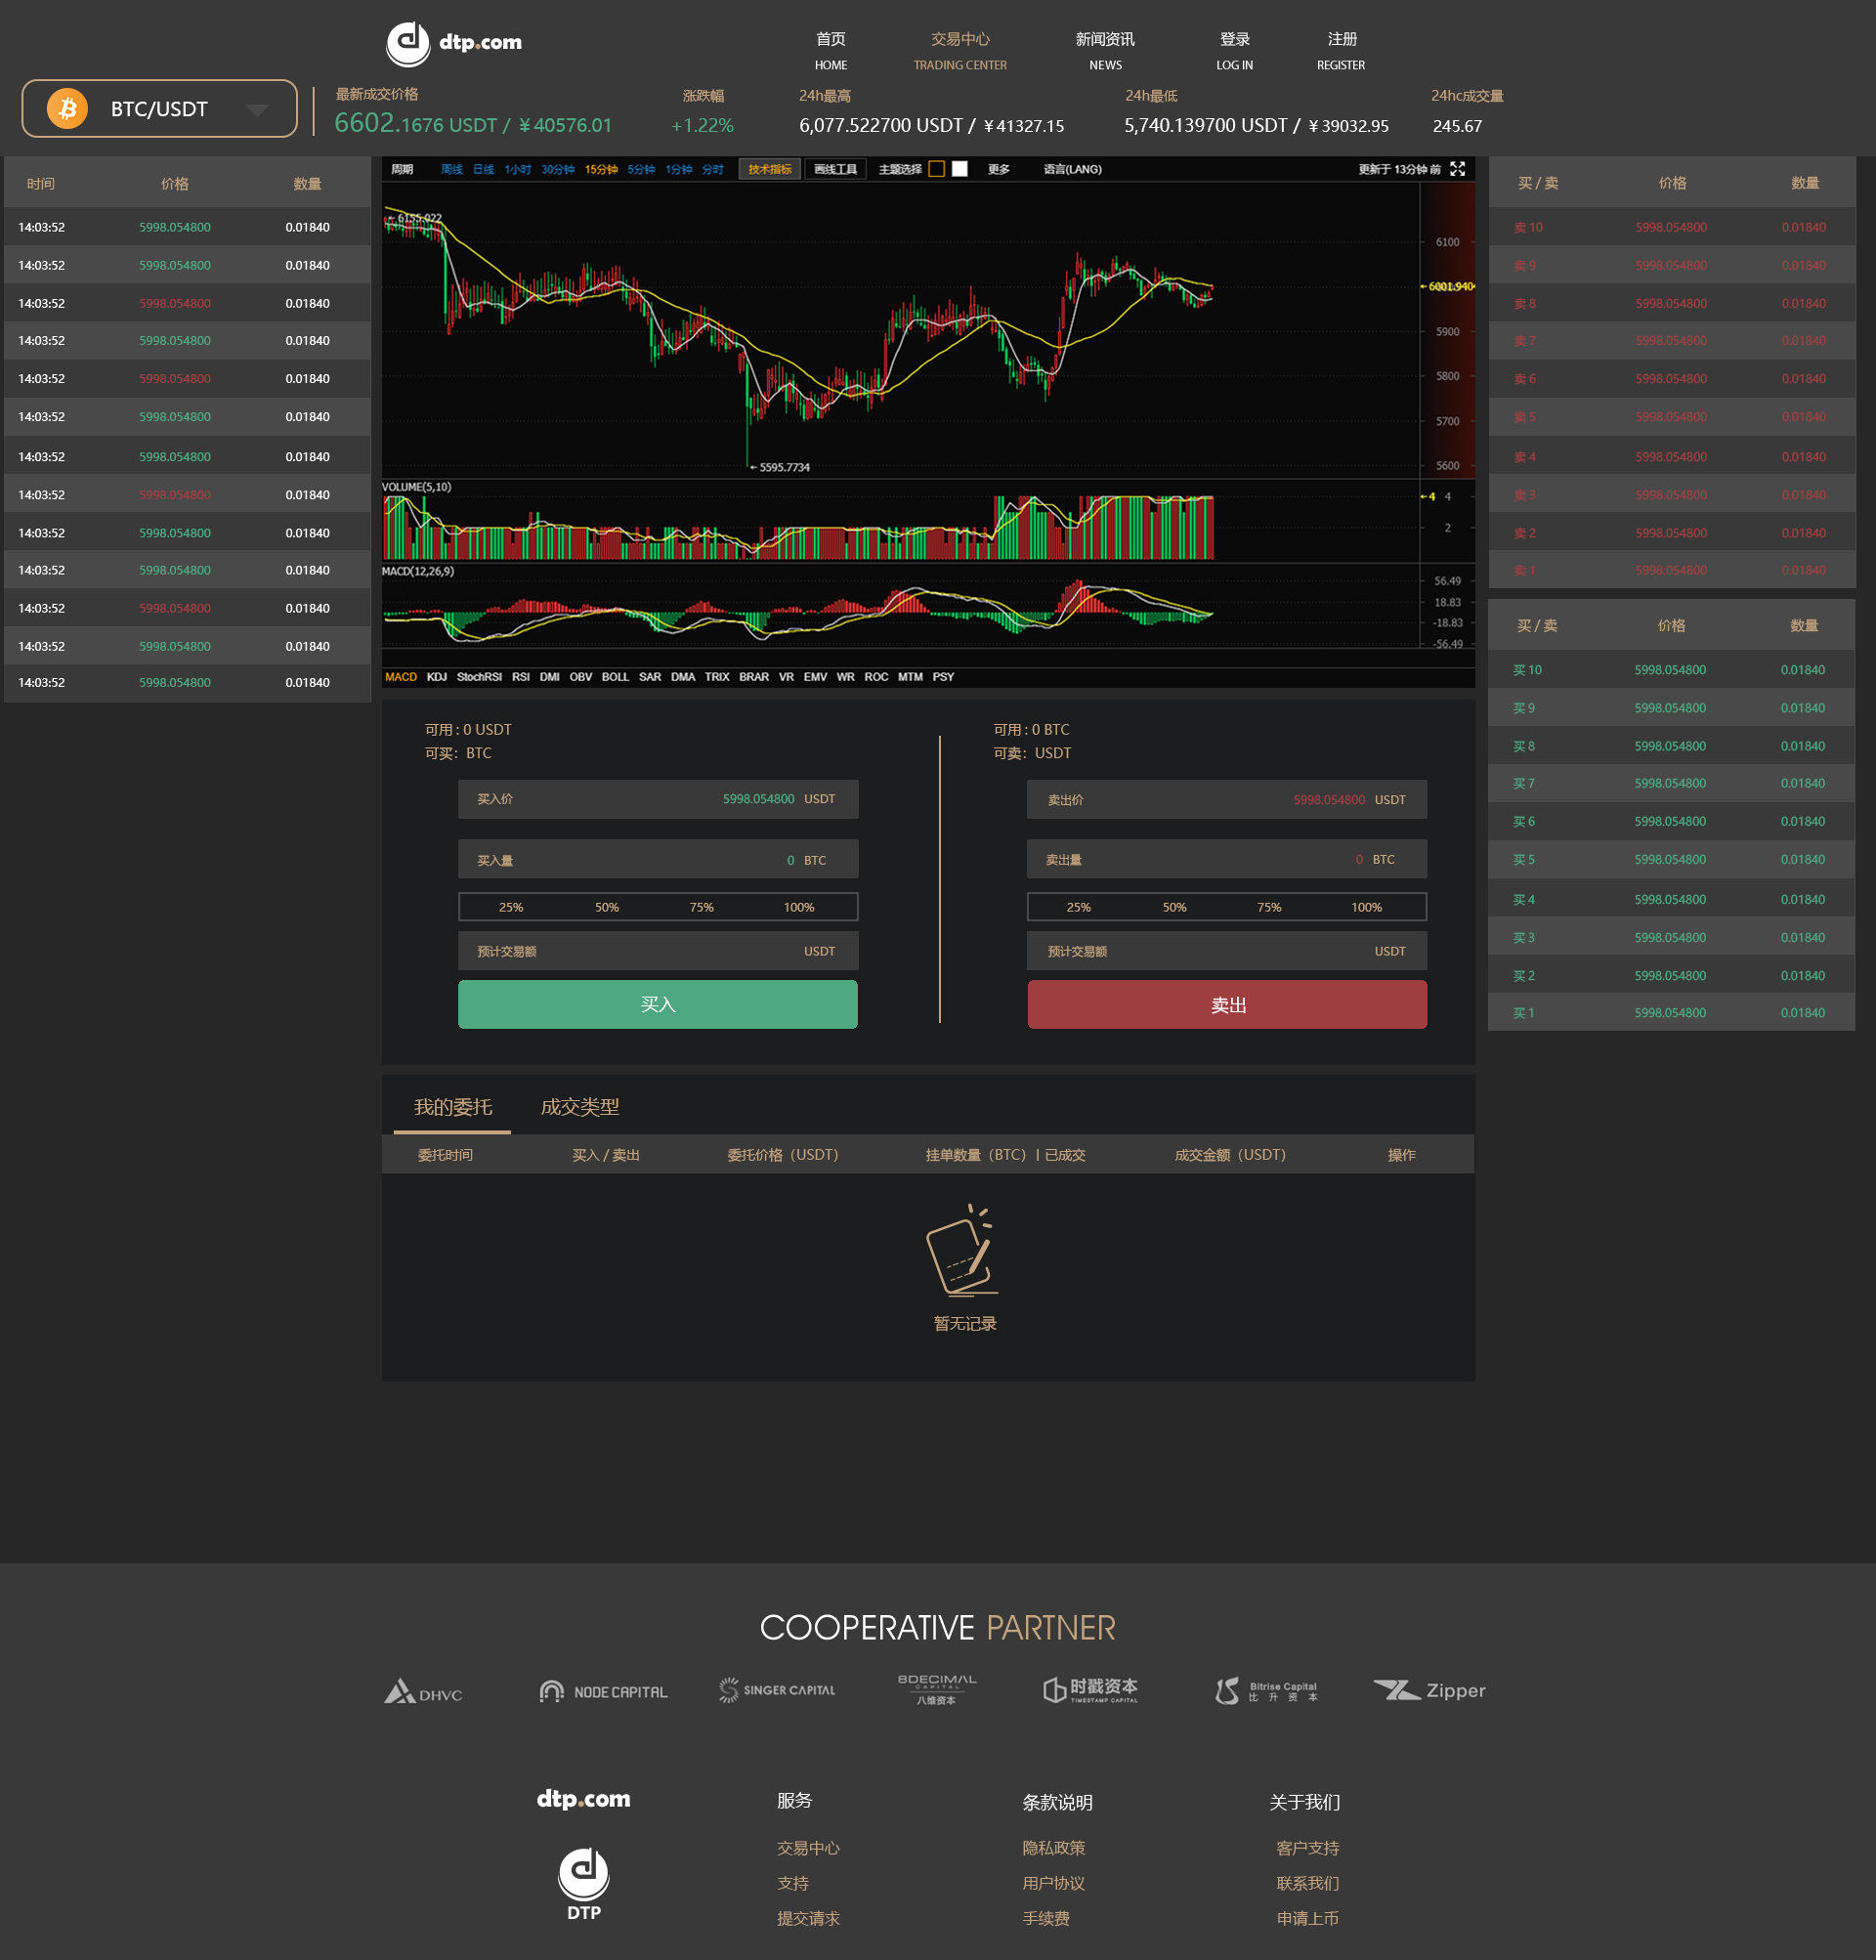 dtp.com
首页 交易中心 新闻资讯 登录 注册
HOME TRADING CENTER NEWS LOG IN REGISTER
BTC/USDT
最新成交价格 涨跌幅 24h最高 24h最低 24hc成交量
6602.1676 USDT / ￥40576.01 +1.22% 6,077.522700 USDT / ￥41327.15 5,740.139700 USDT / ￥39032.95 245.67
时间 价格 数量
14:03:52 5998.054800 0.01840
14:03:52 5998.054800 0.01840
14:03:52 5998.054800 0.01840
14:03:52 5998.054800 0.01840
14:03:52 5998.054800 0.01840
14:03:52 5998.054800 0.01840
14:03:52 5998.054800 0.01840
14:03:52 5998.054800 0.01840
14:03:52 5998.054800 0.01840
14:03:52 5998.054800 0.01840
14:03:52 5998.054800 0.01840
14:03:52 5998.054800 0.01840
14:03:52 5998.054800 0.01840
周期 周线 日线 1小时 30分钟 15分钟 5分钟 1分钟 分时 技术指标 画线工具 主题选择 更多 语言(LANG) 更新于 13分钟 前
6155.022
6100
6001.940
5900
5800
5700
5600
5595.7734
VOLUME(5,10)
4 4
2
MACD(12,26,9)
56.49
18.83
-18.83
-56.49
MACD KDJ StochRSI RSI DMI OBV BOLL SAR DMA TRIX BRAR VR EMV WR ROC MTM PSY
买 / 卖 价格 数量
卖 10 5998.054800 0.01840
卖 9 5998.054800 0.01840
卖 8 5998.054800 0.01840
卖 7 5998.054800 0.01840
卖 6 5998.054800 0.01840
卖 5 5998.054800 0.01840
卖 4 5998.054800 0.01840
卖 3 5998.054800 0.01840
卖 2 5998.054800 0.01840
卖 1 5998.054800 0.01840
买 / 卖 价格 数量
买 10 5998.054800 0.01840
买 9 5998.054800 0.01840
买 8 5998.054800 0.01840
买 7 5998.054800 0.01840
买 6 5998.054800 0.01840
买 5 5998.054800 0.01840
买 4 5998.054800 0.01840
买 3 5998.054800 0.01840
买 2 5998.054800 0.01840
买 1 5998.054800 0.01840
可用 : 0 USDT
可买： BTC
买入价 5998.054800 USDT
买入量 0 BTC
25% 50% 75% 100%
预计交易额 USDT
买入
可用 : 0 BTC
可卖： USDT
卖出价 5998.054800 USDT
卖出量 0 BTC
25% 50% 75% 100%
预计交易额 USDT
卖出
我的委托 成交类型
委托时间 买入 / 卖出 委托价格（USDT） 挂单数量（BTC）| 已成交 成交金额（USDT） 操作
暂无记录
COOPERATIVE PARTNER
DHVC
NODE CAPITAL
SINGER CAPITAL
8DECIMAL
CAPITAL
八维资本
时戳资本
TIMESTAMP CAPITAL
Bitrise Capital
比升资本
Zipper
dtp.com
DTP
服务
交易中心
支持
提交请求
条款说明
隐私政策
用户协议
手续费
关于我们
客户支持
联系我们
申请上币